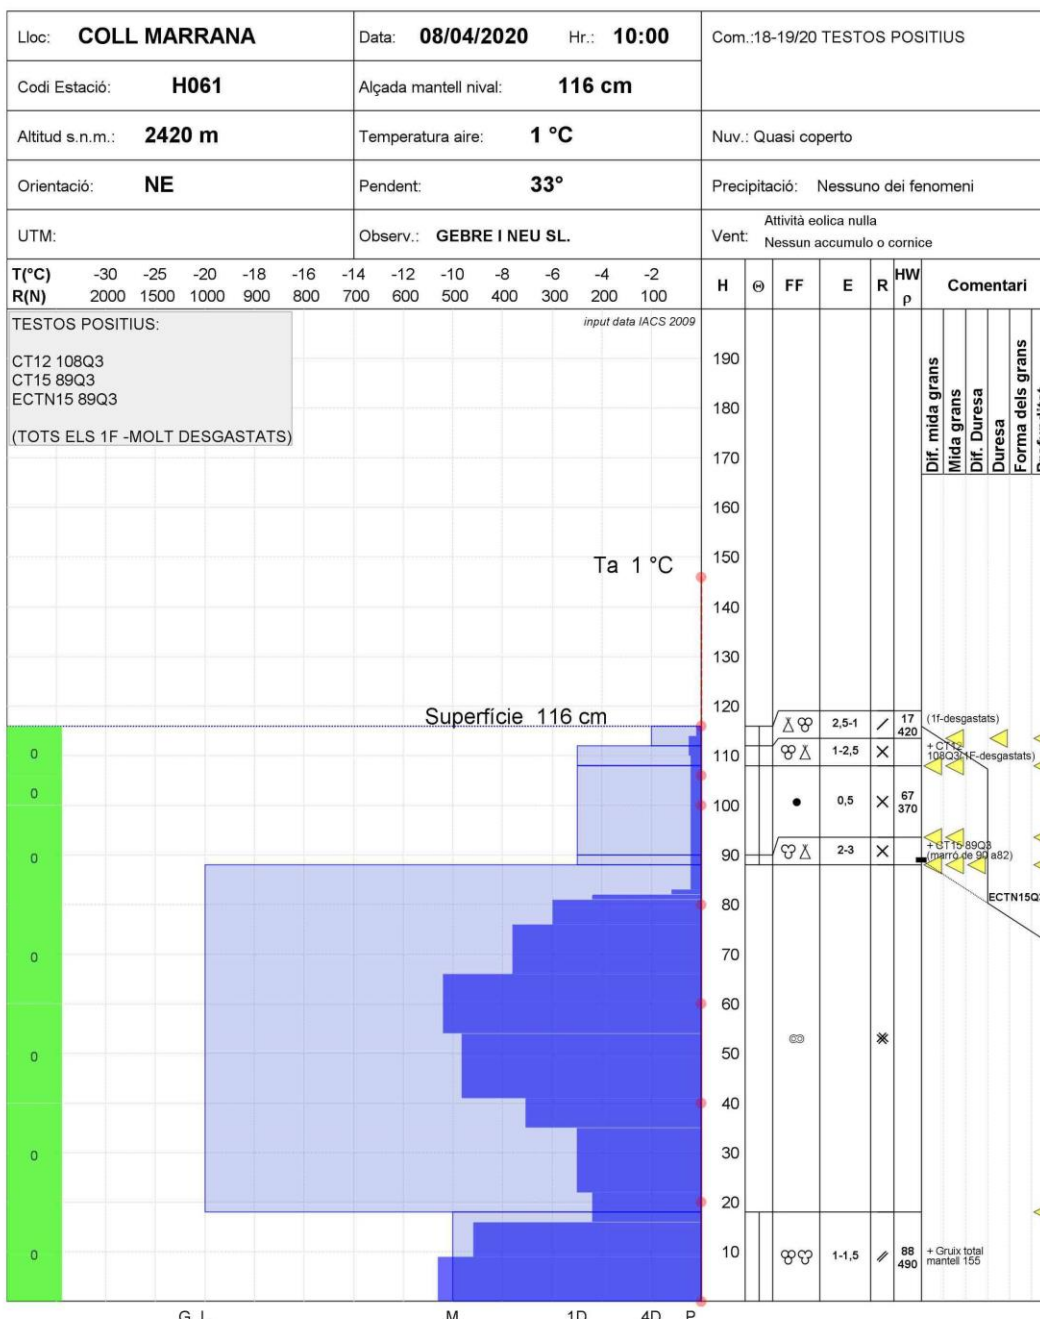 Lloc: COLL MARRANA Data: 08/04/2020 Hr.: 10:00 Com.:18-19/20 TESTOS POSITIUS
Codi Estació: H061 Alçada mantell nival: 116 cm
Altitud s.n.m.: 2420 m Temperatura aire: 1 °C Nuv.: Quasi coperto
Orientació: NE Pendent: 33° Precipitació: Nessuno dei fenomeni
UTM: Observ.: GEBRE I NEU SL. Vent: Attività eolica nulla
Nessun accumulo o cornice
T(°C) -30 -25 -20 -18 -16 -14 -12 -10 -8 -6 -4 -2 H Θ FF E R HW Comentari
R(N) 2000 1500 1000 900 800 700 600 500 400 300 200 100 ρ
TESTOS POSITIUS: input data IACS 2009
CT12 108Q3
CT15 89Q3
ECTN15 89Q3
(TOTS ELS 1F -MOLT DESGASTATS)
Dif. mida grans
Mida grans
Dif. Duresa
Duresa
Forma dels grans
190
180
170
160
150
Ta 1 °C
140
130
120
Superfície 116 cm
2,5-1 / 17 (1f-desgastats)
420
0 110 1-2,5 X + CT12
108Q3(1F-desgastats)
0 100 0,5 X 67
370
0 90 2-3 X + CT15 89Q3
(marró de 90 a82)
80 ECTN15Q3
0 70
60
0 50
40
0 30
20
0 10 1-1,5 88 + Gruix total
490 mantell 155
G L M 1D 4D P